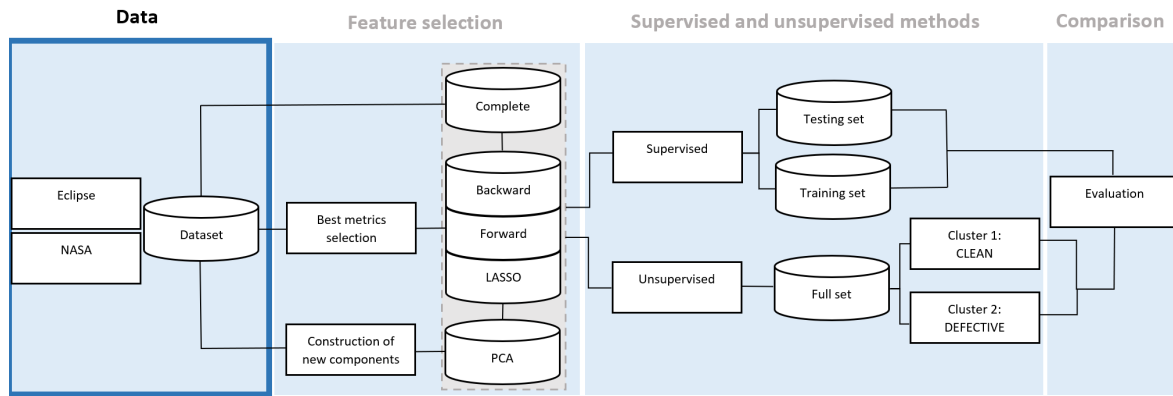 Data
Feature selection
Supervised and unsupervised methods
Comparison
Eclipse
NASA
Dataset
Best metrics
selection
Construction of
new components
Complete
Backward
Forward
LASSO
PCA
Supervised
Unsupervised
Testing set
Training set
Full set
Cluster 1:
CLEAN
Cluster 2:
DEFECTIVE
Evaluation